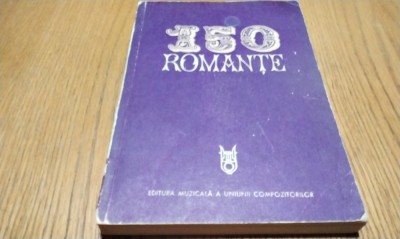 150
ROMANȚE
EDITURA MUZICALĂ A UNIUNII COMPOZITORILOR